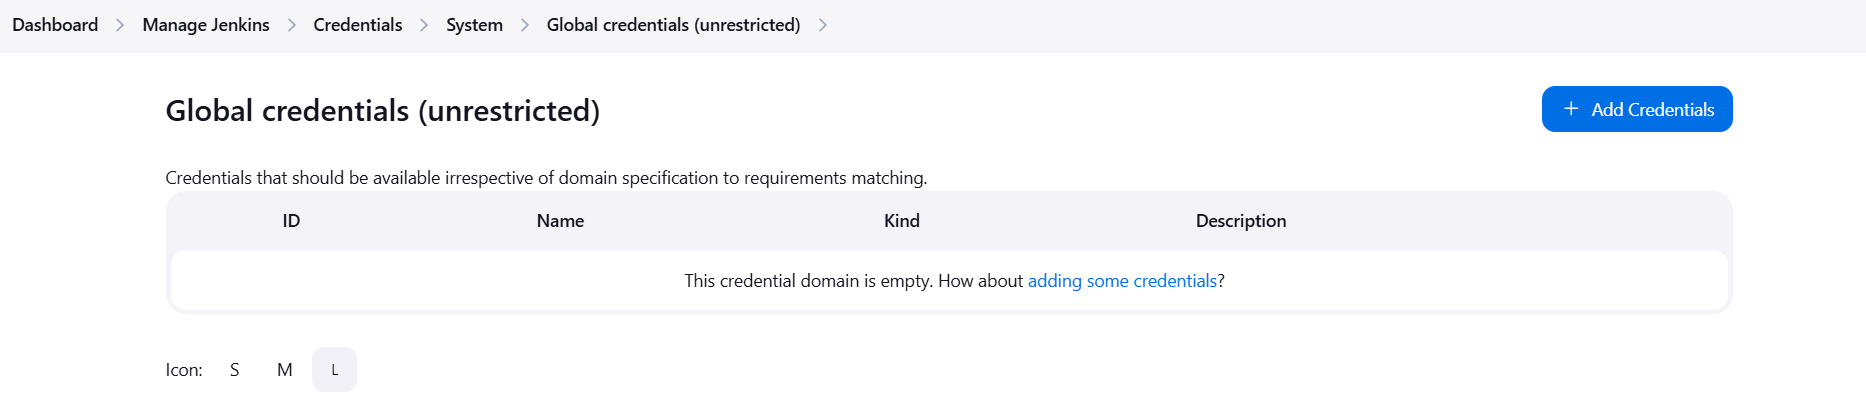 Dashboard > Manage Jenkins > Credentials > System > Global credentials (unrestricted) >
Global credentials (unrestricted)
+ Add Credentials
Credentials that should be available irrespective of domain specification to requirements matching.
ID Name Kind Description
This credential domain is empty. How about adding some credentials?
Icon: S M L